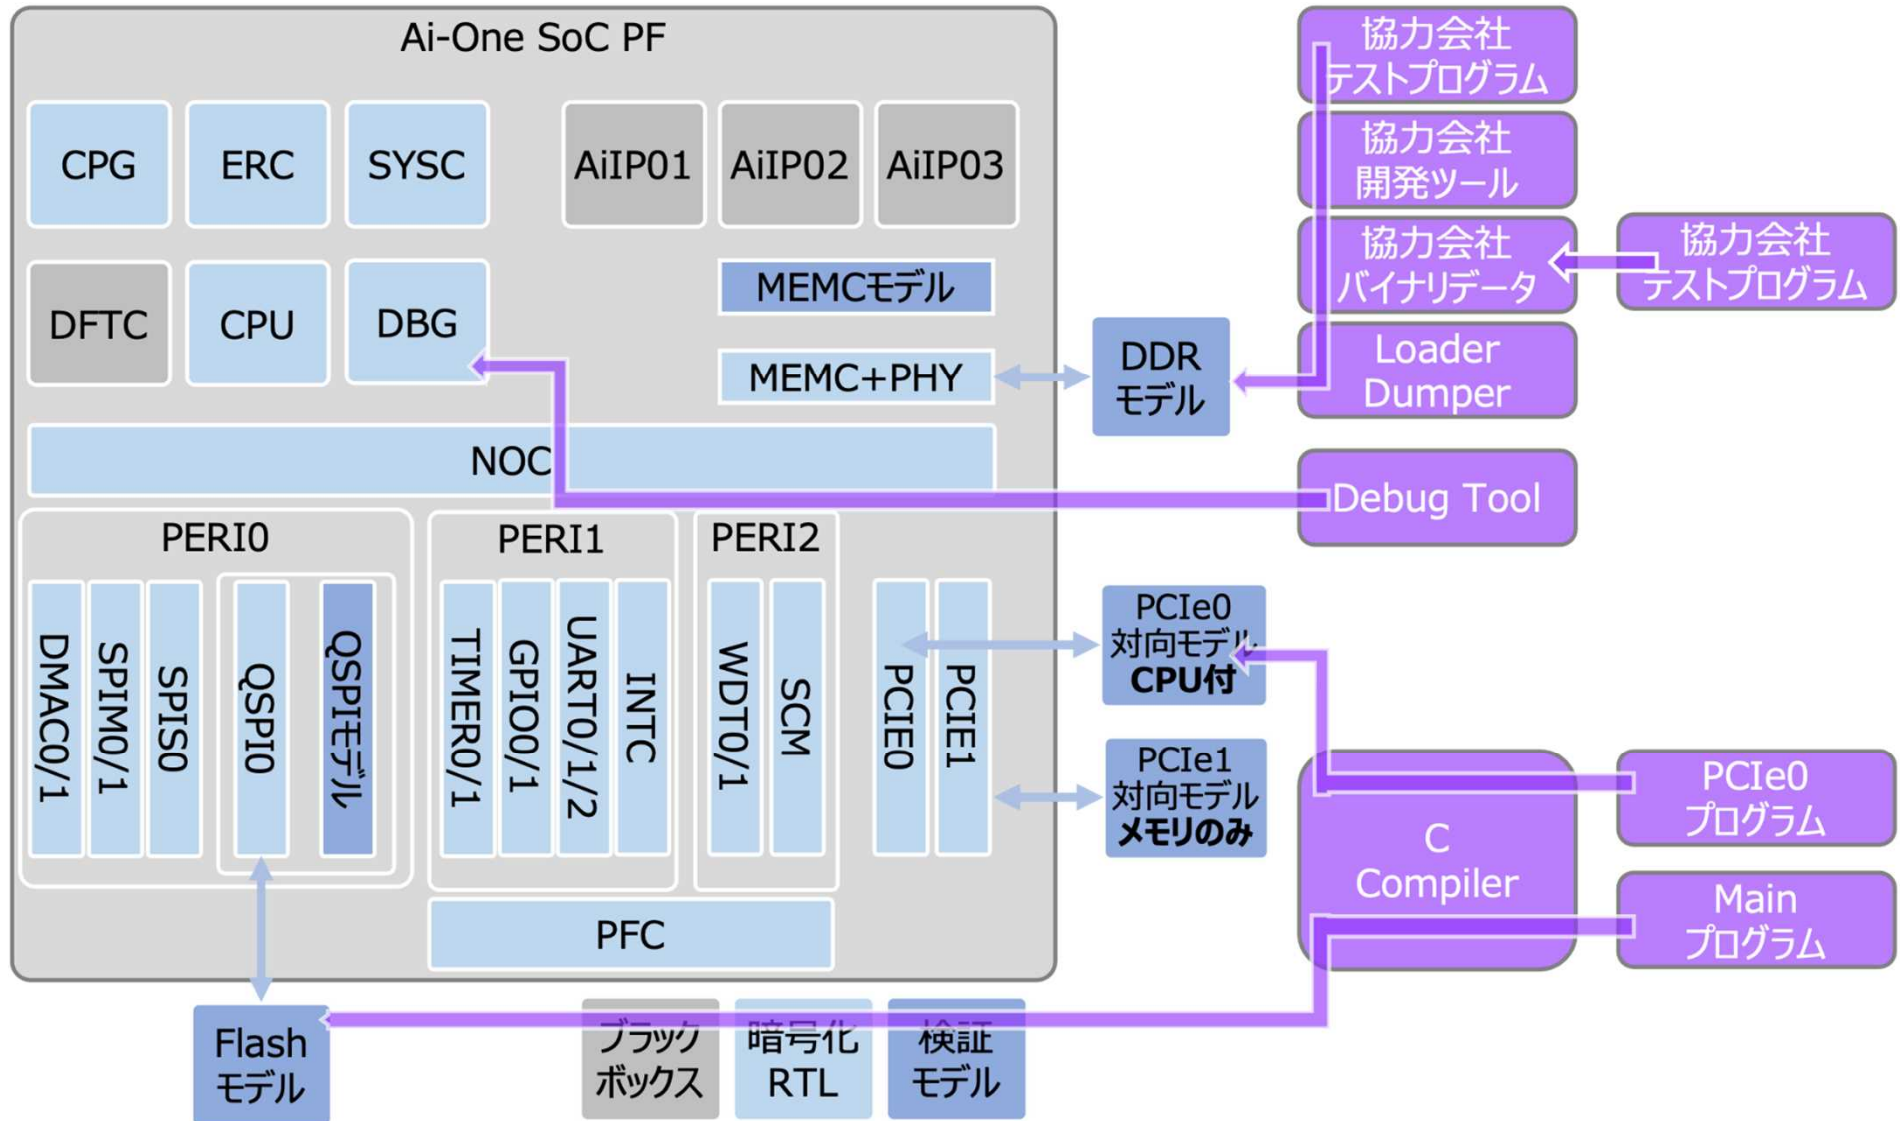 Ai-One SoC PF
CPG
ERC
SYSC
AiIP01
AiIP02
AiIP03
DFTC
CPU
DBG
MEMCモデル
MEMC+PHY
NOC
PERI0
DMAC0/1
SPIM0/1
SPIS0
QSPI0
QSPIモデル
PERI1
TIMER0/1
GPIO0/1
UART0/1/2
INTC
PERI2
WDT0/1
SCM
PCIE0
PCIE1
PFC
DDR
モデル
PCIe0
対向モデル
CPU付
PCIe1
対向モデル
メモリのみ
Flash
モデル
ブラック
ボックス
暗号化
RTL
検証
モデル
協力会社
テストプログラム
協力会社
開発ツール
協力会社
バイナリデータ
協力会社
テストプログラム
Loader
Dumper
Debug Tool
C
Compiler
PCIe0
プログラム
Main
プログラム